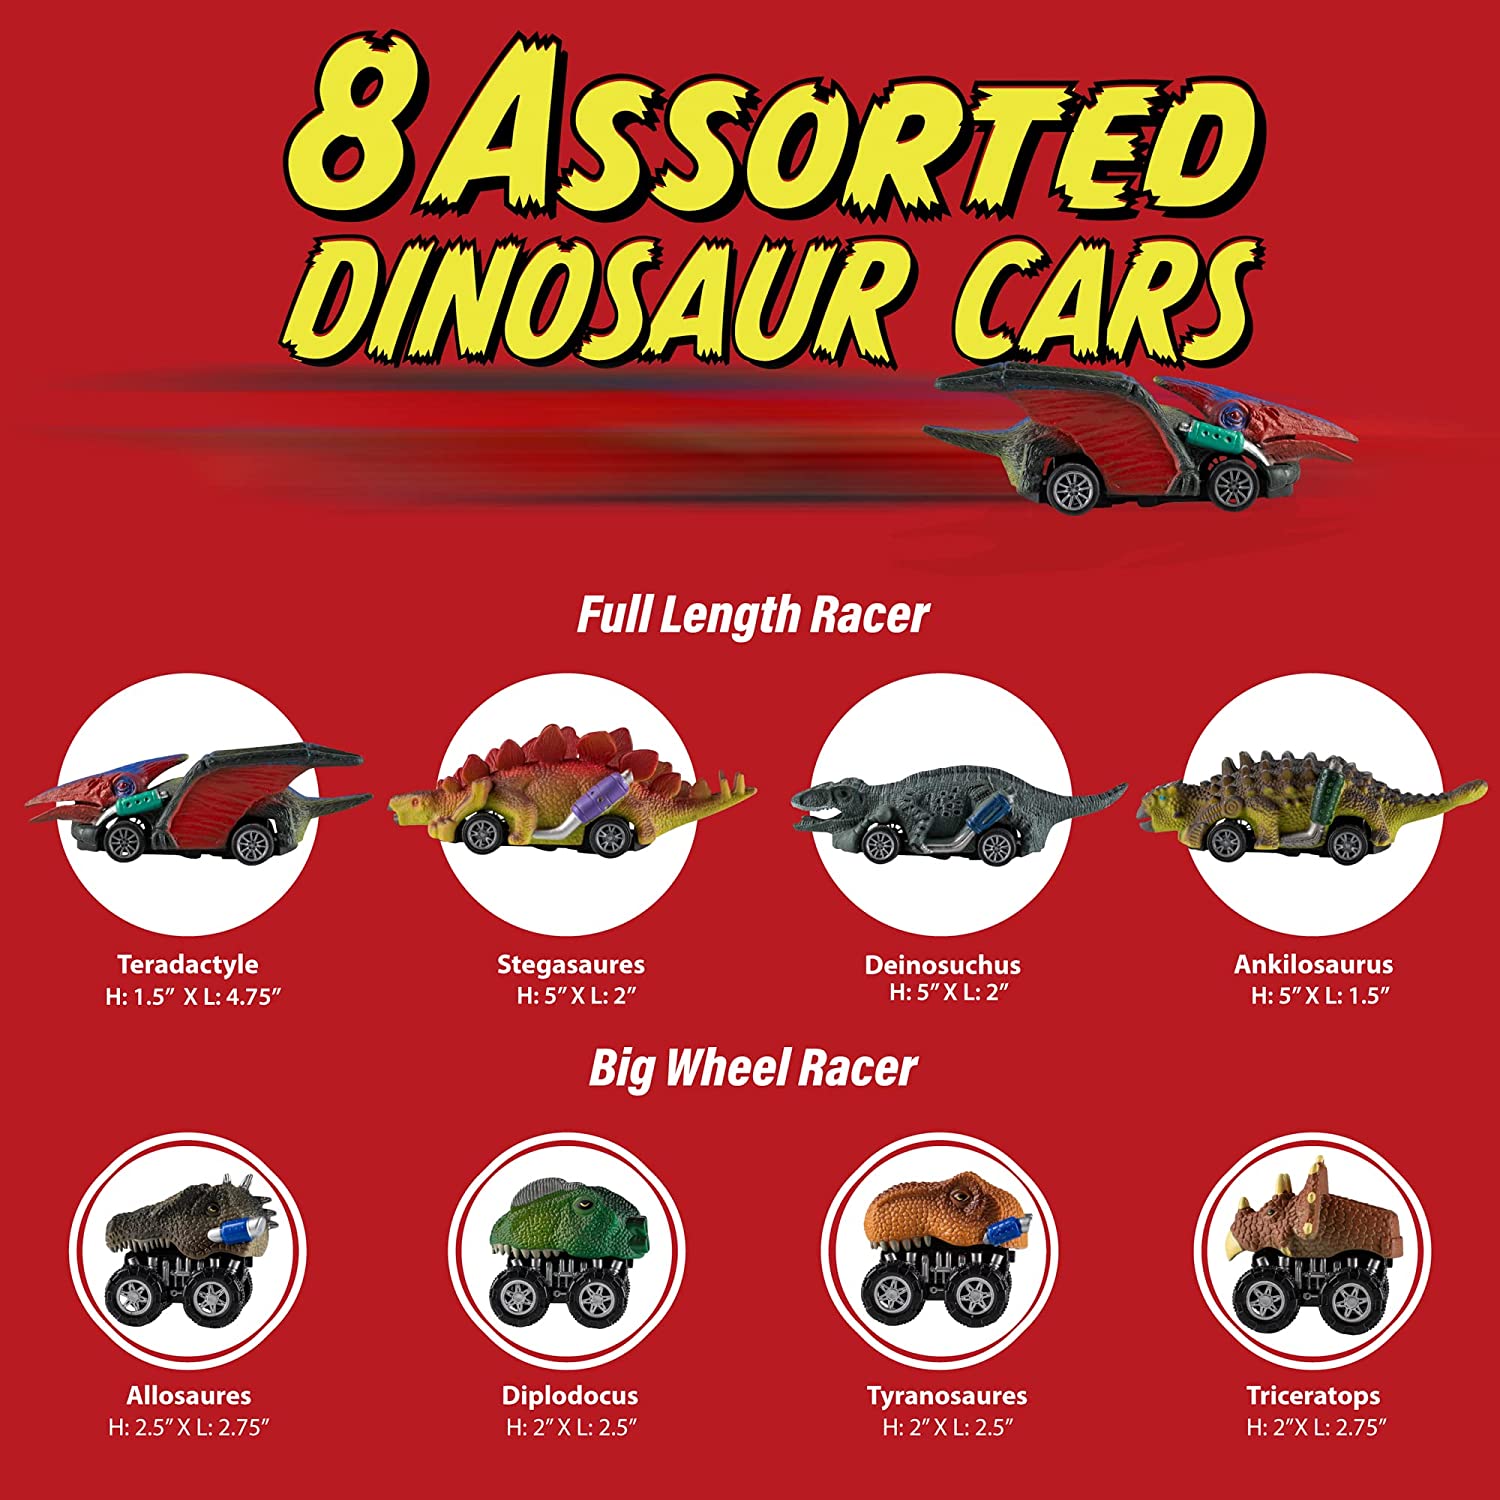 8 ASSORTED
DINOSAUR CARS
Full Length Racer
Teradactyle
H: 1.5” X L: 4.75”
Stegasaures
H: 5” X L: 2”
Deinosuchus
H: 5” X L: 2”
Ankilosaurus
H: 5” X L: 1.5”
Big Wheel Racer
Allosaures
H: 2.5” X L: 2.75”
Diplodocus
H: 2” X L: 2.5”
Tyranosaures
H: 2” X L: 2.5”
Triceratops
H: 2” X L: 2.75”